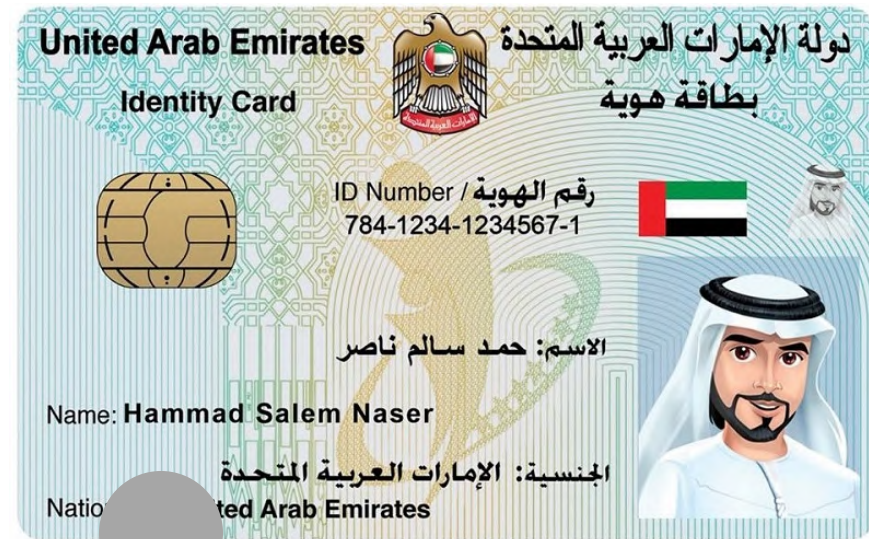 United Arab Emirates
دولة الإمارات العربية المتحدة
Identity Card
بطاقة هوية
ID Number / رقم الهوية
784-1234-1234567-1
الاسم: حمد سالم ناصر
Name: Hammad Salem Naser
الجنسية: الإمارات العربية المتحدة
Arab Emirates